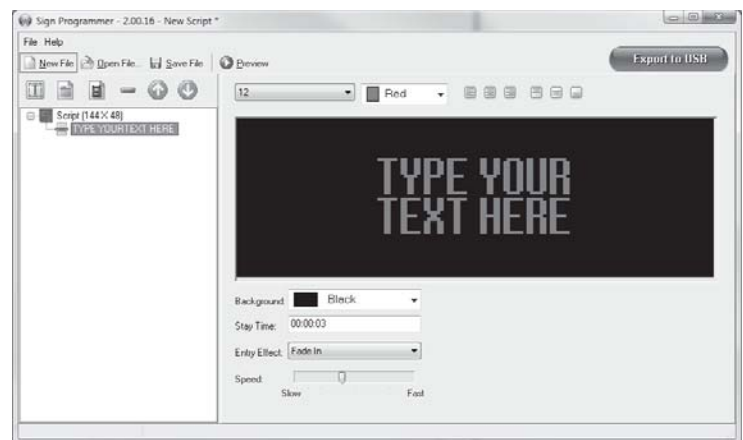 Sign Programmer - 2.00.16 - New Script *
File Help
New File Open File... Save File Preview
Export to USB
12 Red
Script (144 X 48)
TYPE YOURTEXT HERE
TYPE YOUR
TEXT HERE
Background Black
Stay Time: 00:00:03
Entry Effect: Fade In
Speed:
Slow Fast